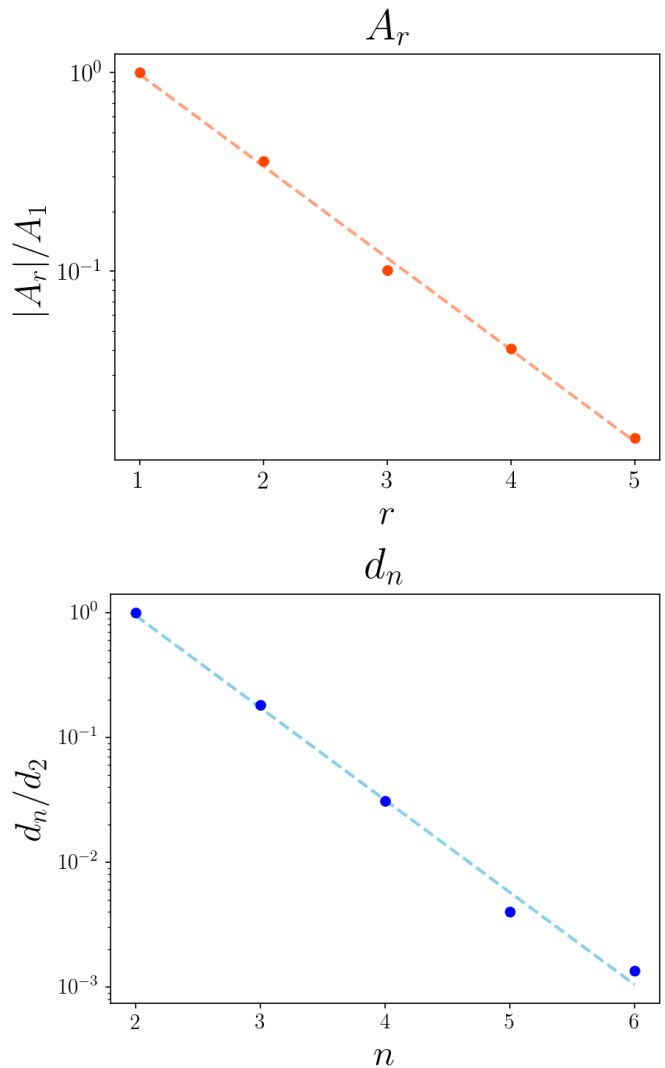 A_r
10^0
10^{-1}
|A_r|/A_1
1 2 3 4 5
r
d_n
10^0
10^{-1}
10^{-2}
10^{-3}
d_n/d_2
2 3 4 5 6
n